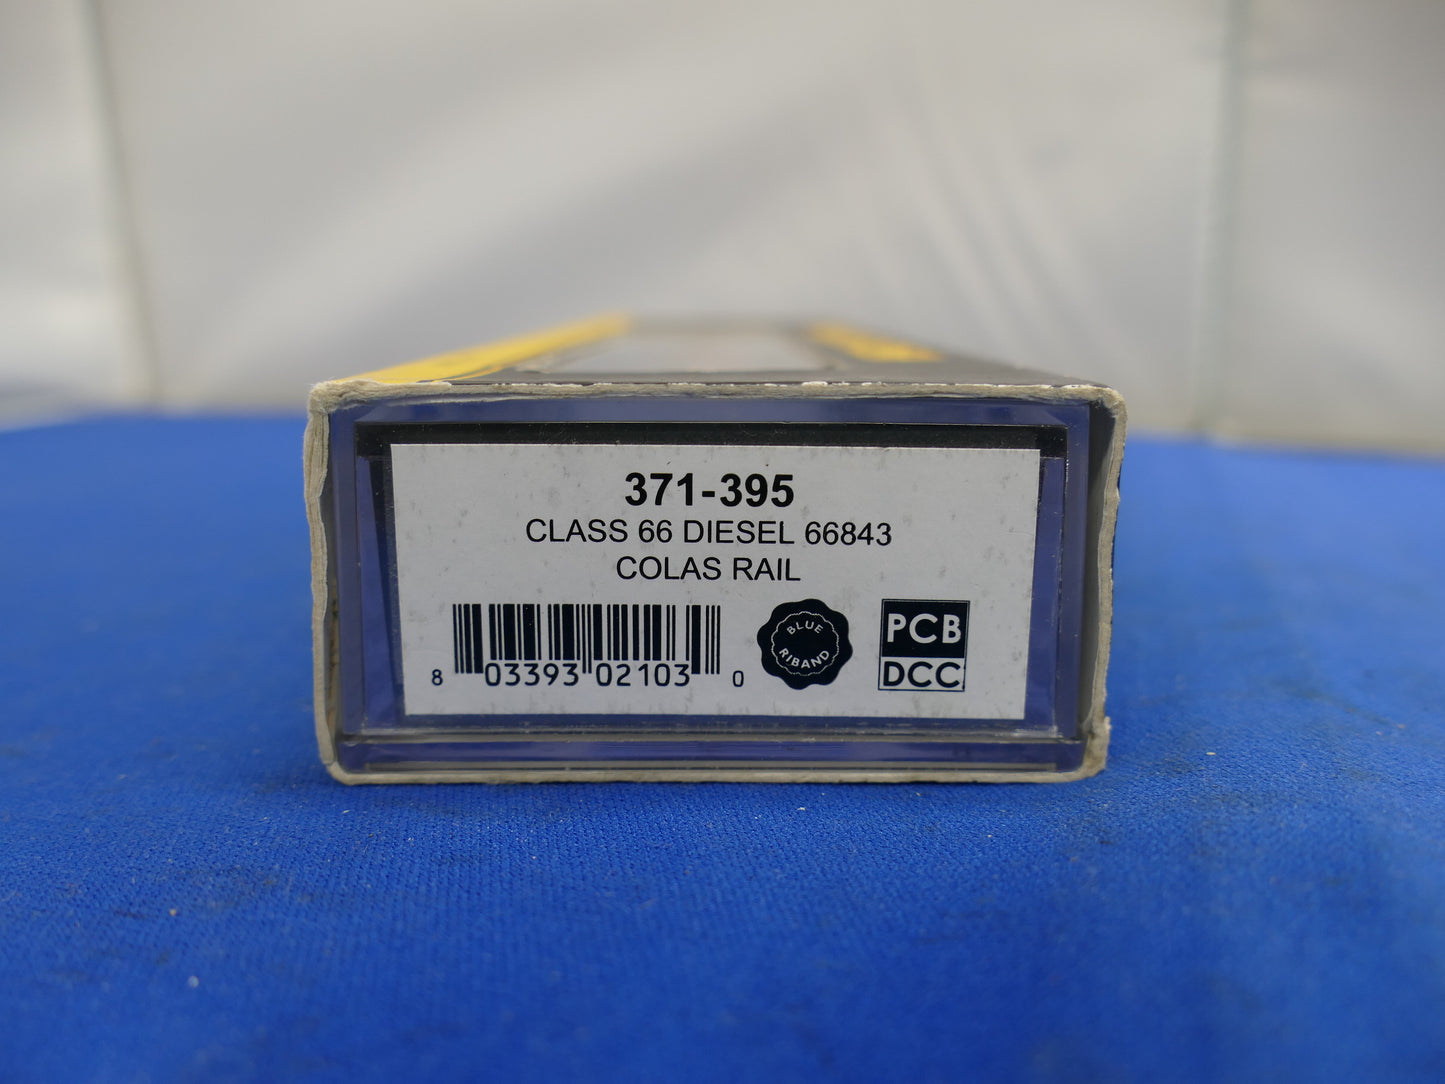 371-395
CLASS 66 DIESEL 66843
COLAS RAIL
8 03393 02103 0
BLUE
RIBAND
PCB
DCC